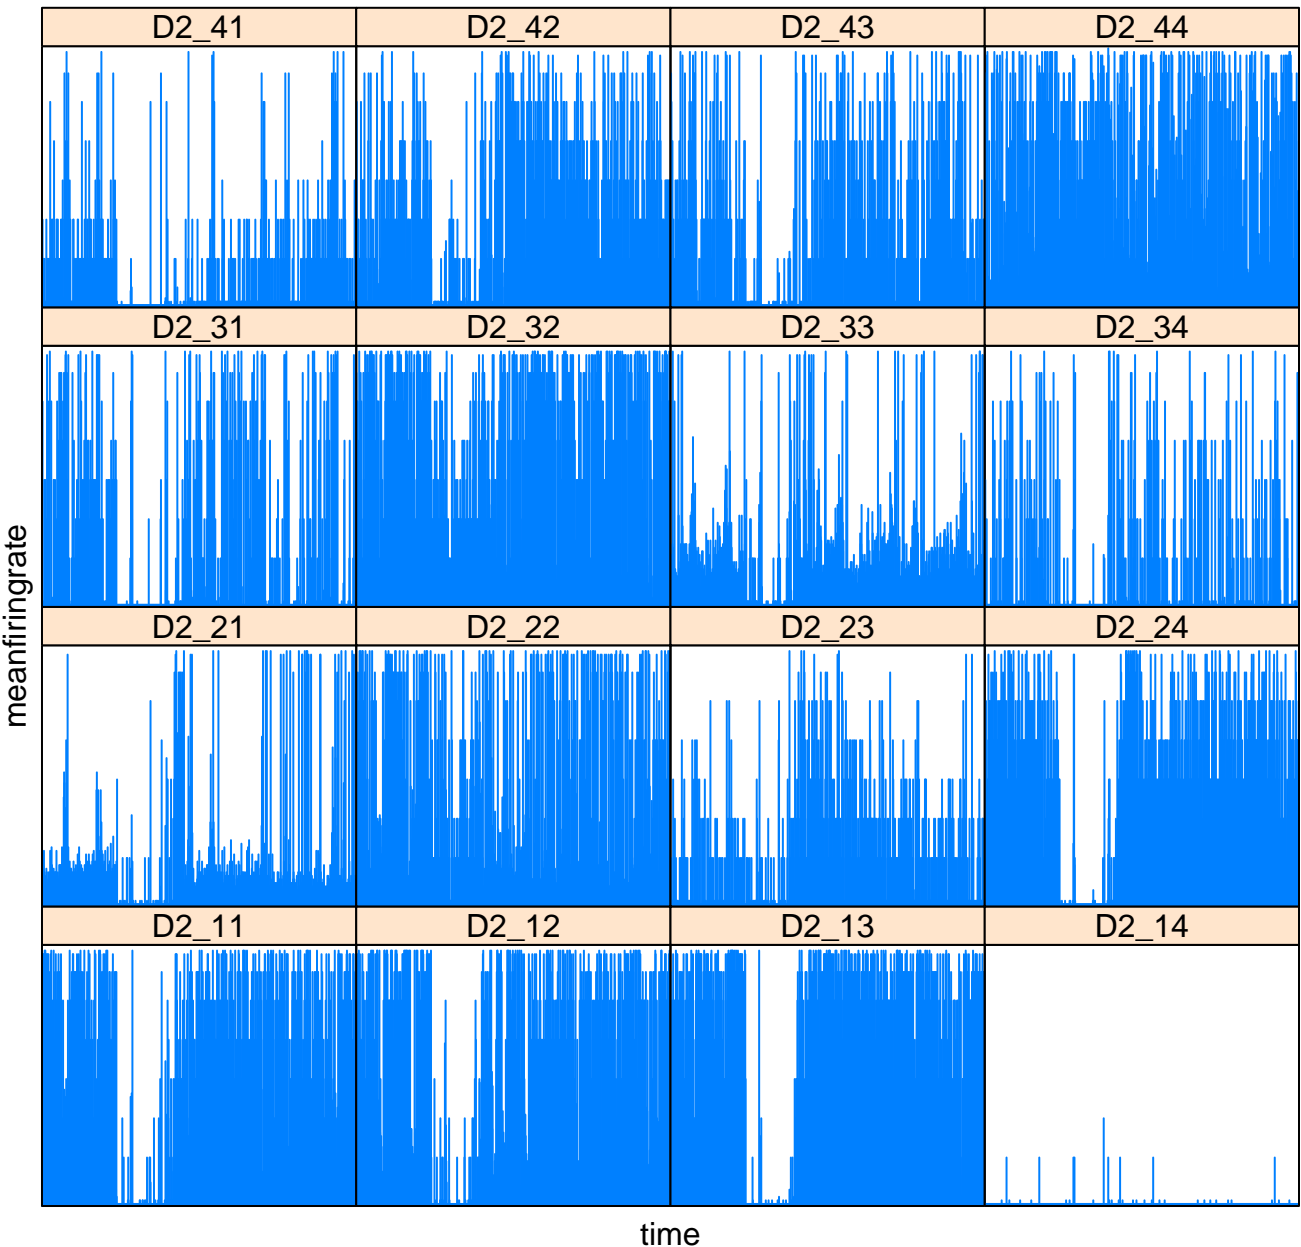 D2_41 D2_42 D2_43 D2_44
D2_31 D2_32 D2_33 D2_34
D2_21 D2_22 D2_23 D2_24
D2_11 D2_12 D2_13 D2_14
meanfiringrate
time